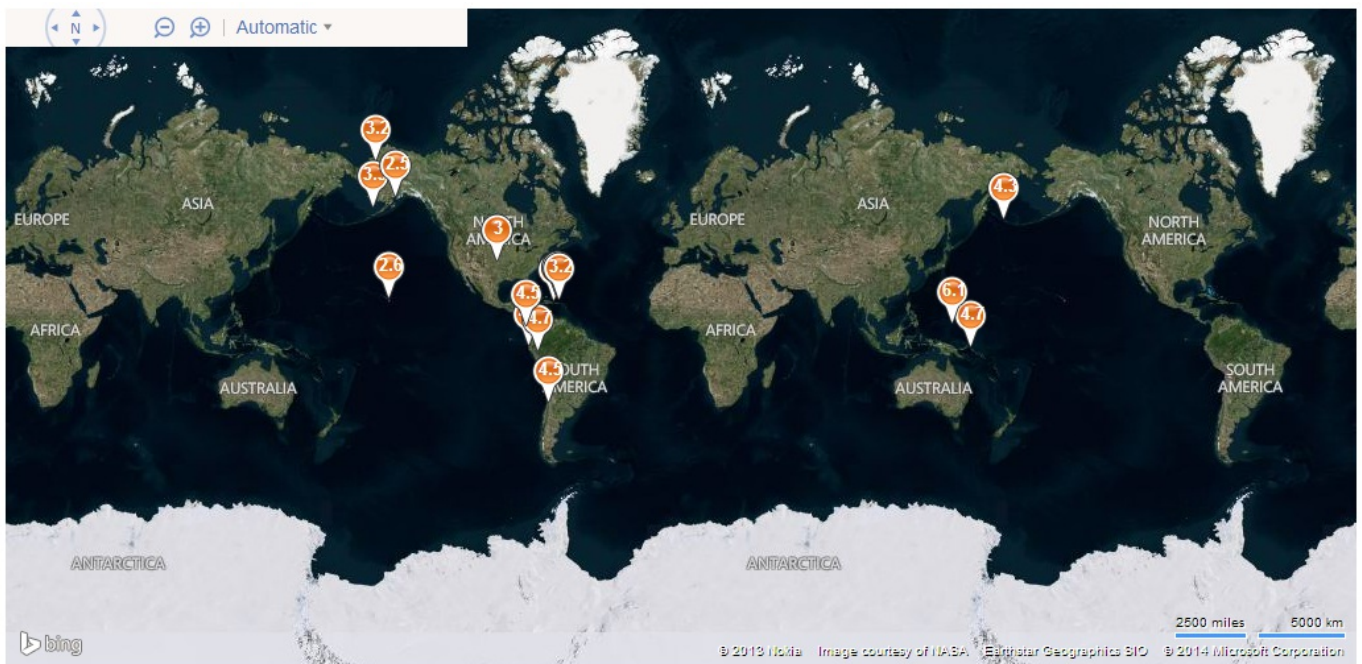 N
Automatic
3.2
2.5
3.
ASIA
ASIA
4.3
EUROPE
EUROPE
NORTH
AMERICA
3
NORTH
AMERICA
2.6
3.2
4.5
6.1
4.7
4.7
AFRICA
AFRICA
4.5
SOUTH
AMERICA
SOUTH
AMERICA
AUSTRALIA
AUSTRALIA
ANTARCTICA
ANTARCTICA
2500 miles 5000 km
bing
© 2013 Nokia Image courtesy of NASA Earthstar Geographics SIO © 2014 Microsoft Corporation